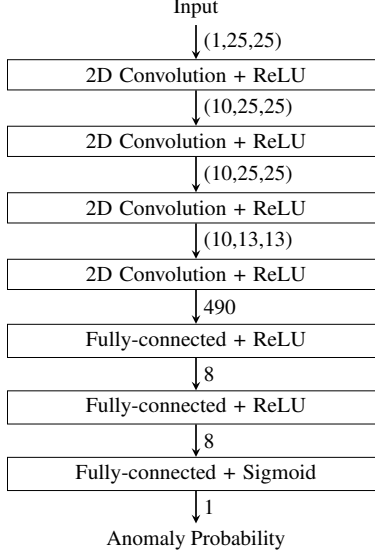 Input
(1,25,25)
2D Convolution + ReLU
(10,25,25)
2D Convolution + ReLU
(10,25,25)
2D Convolution + ReLU
(10,13,13)
2D Convolution + ReLU
490
Fully-connected + ReLU
8
Fully-connected + ReLU
8
Fully-connected + Sigmoid
1
Anomaly Probability